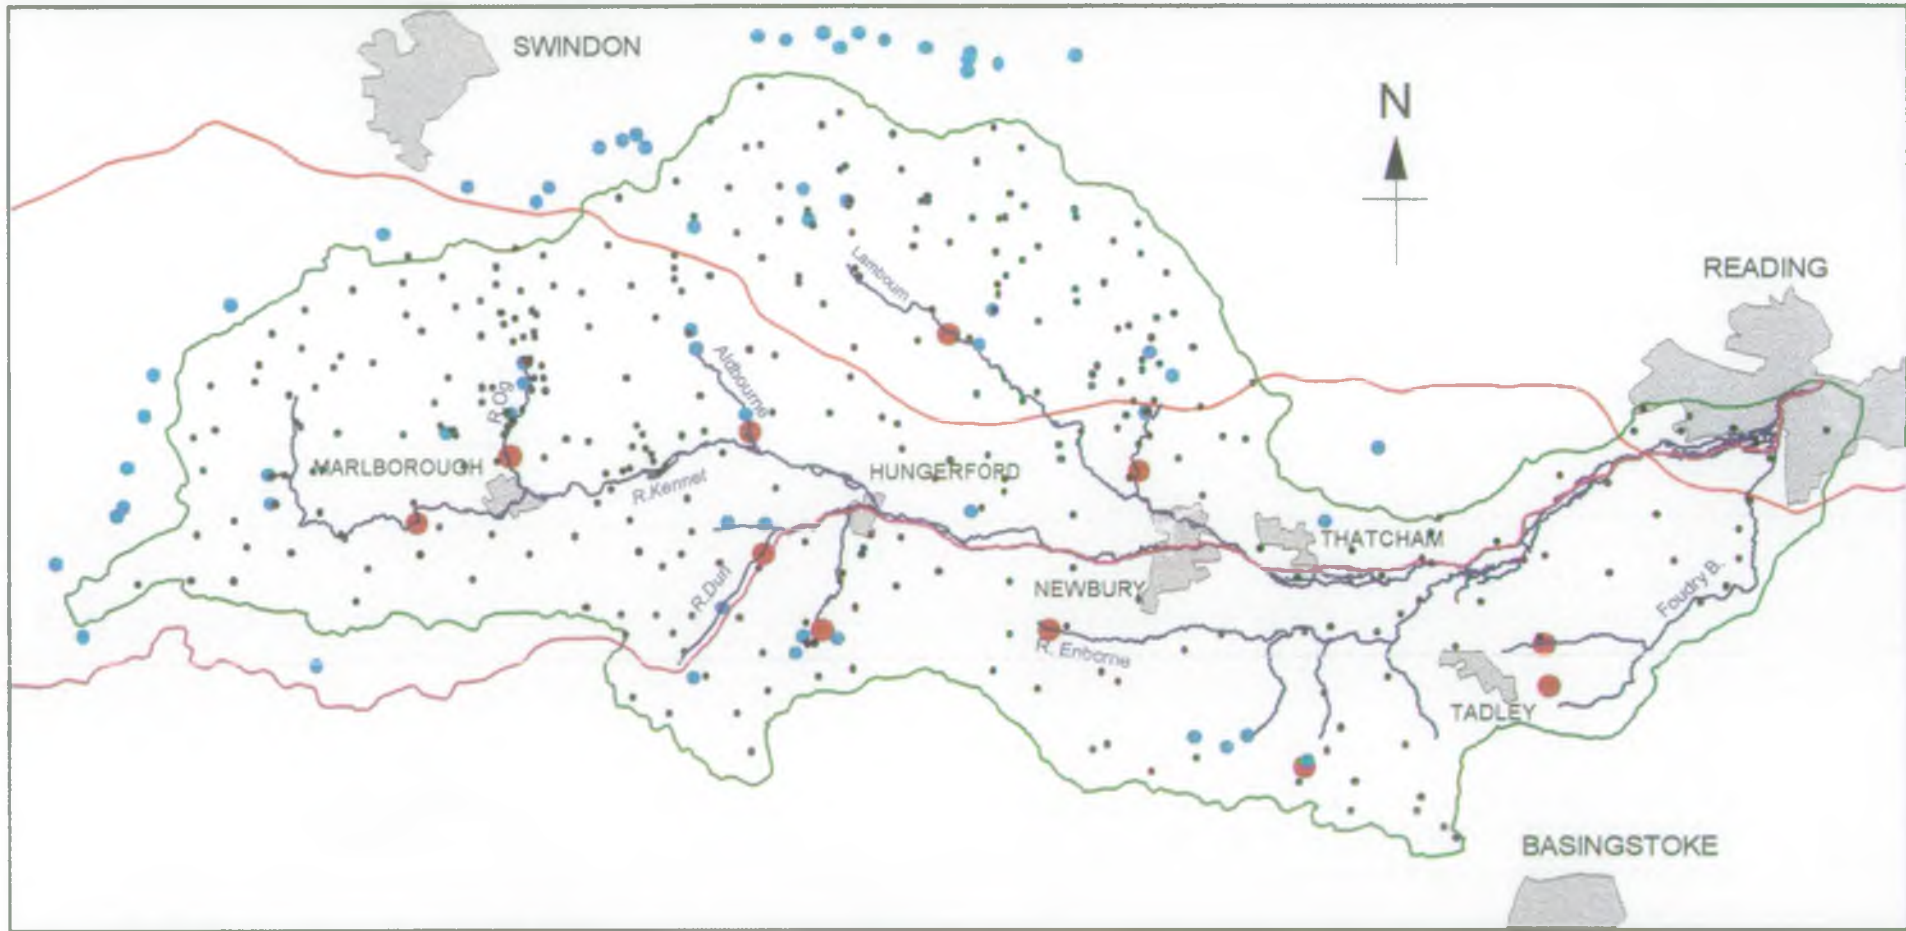 SWINDON
N
READING
Lambourn
Aldbourne
R.Og
MARLBOROUGH
R.Kennet
HUNGERFORD
THATCHAM
NEWBURY
R.Dun
Foudry B.
R. Enborne
TADLEY
BASINGSTOKE